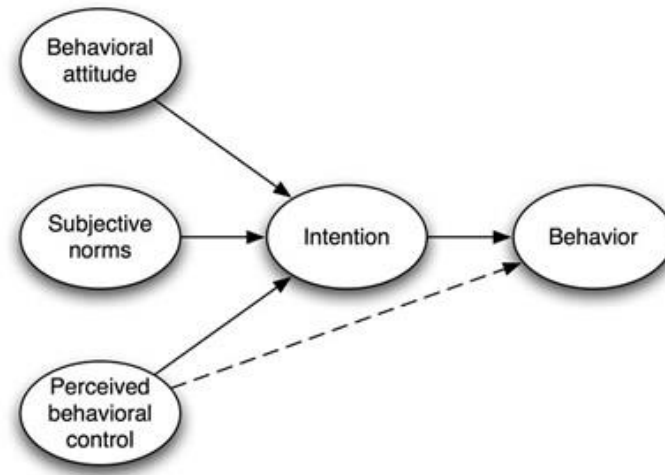 Behavioral
attitude
Subjective
norms
Intention
Behavior
Perceived
behavioral
control